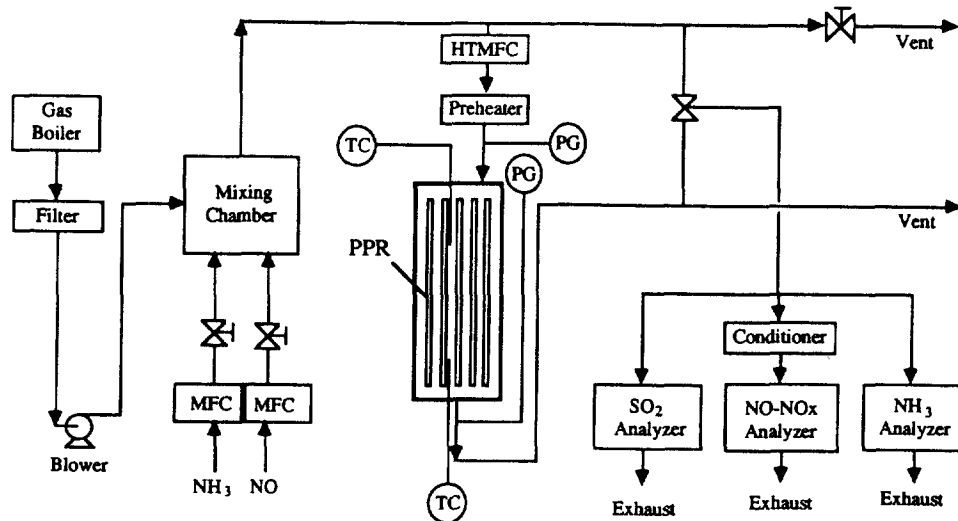 HTMFC
Vent
Gas
Boiler
Preheater
TC
PG
PG
Mixing
Chamber
Filter
Vent
PPR
Conditioner
MFC
MFC
SO2
Analyzer
NO-NOx
Analyzer
NH3
Analyzer
Blower
NH3
NO
TC
Exhaust
Exhaust
Exhaust